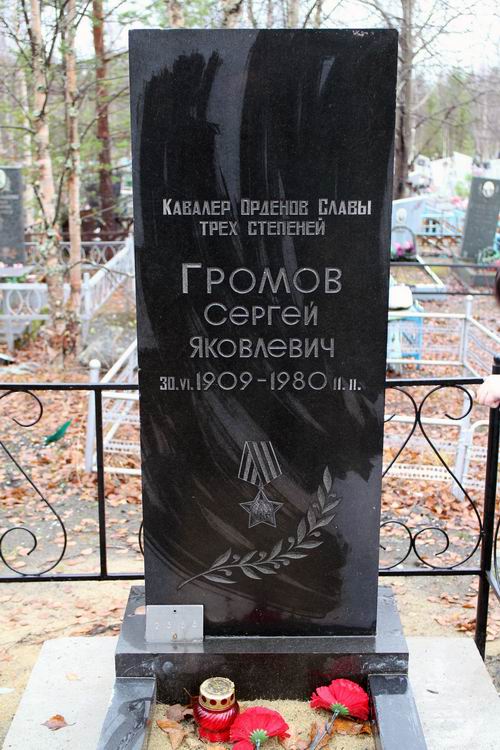 Кавалер Орденов Славы
трех степеней
Громов
Сергей
Яковлевич
30.VI.1909-1980 II.II.